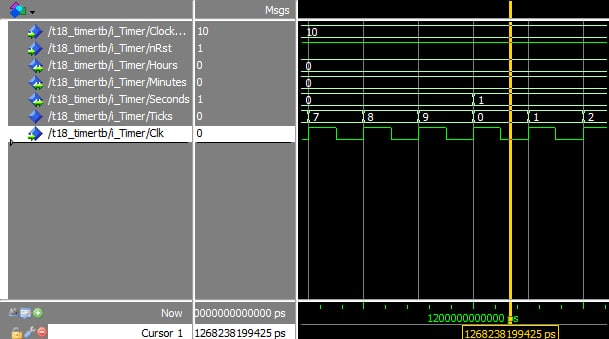 Msgs
/t18_timertb/i_Timer/Clock... 10 10
/t18_timertb/i_Timer/nRst 1
/t18_timertb/i_Timer/Hours 0 0
/t18_timertb/i_Timer/Minutes 0 0
/t18_timertb/i_Timer/Seconds 1 0 1
/t18_timertb/i_Timer/Ticks 0 7 8 9 0 1 2
/t18_timertb/i_Timer/Clk 0
Now 0000000000000 ps 1200000000000 ps
Cursor 1 1268238199425 ps 1268238199425 ps